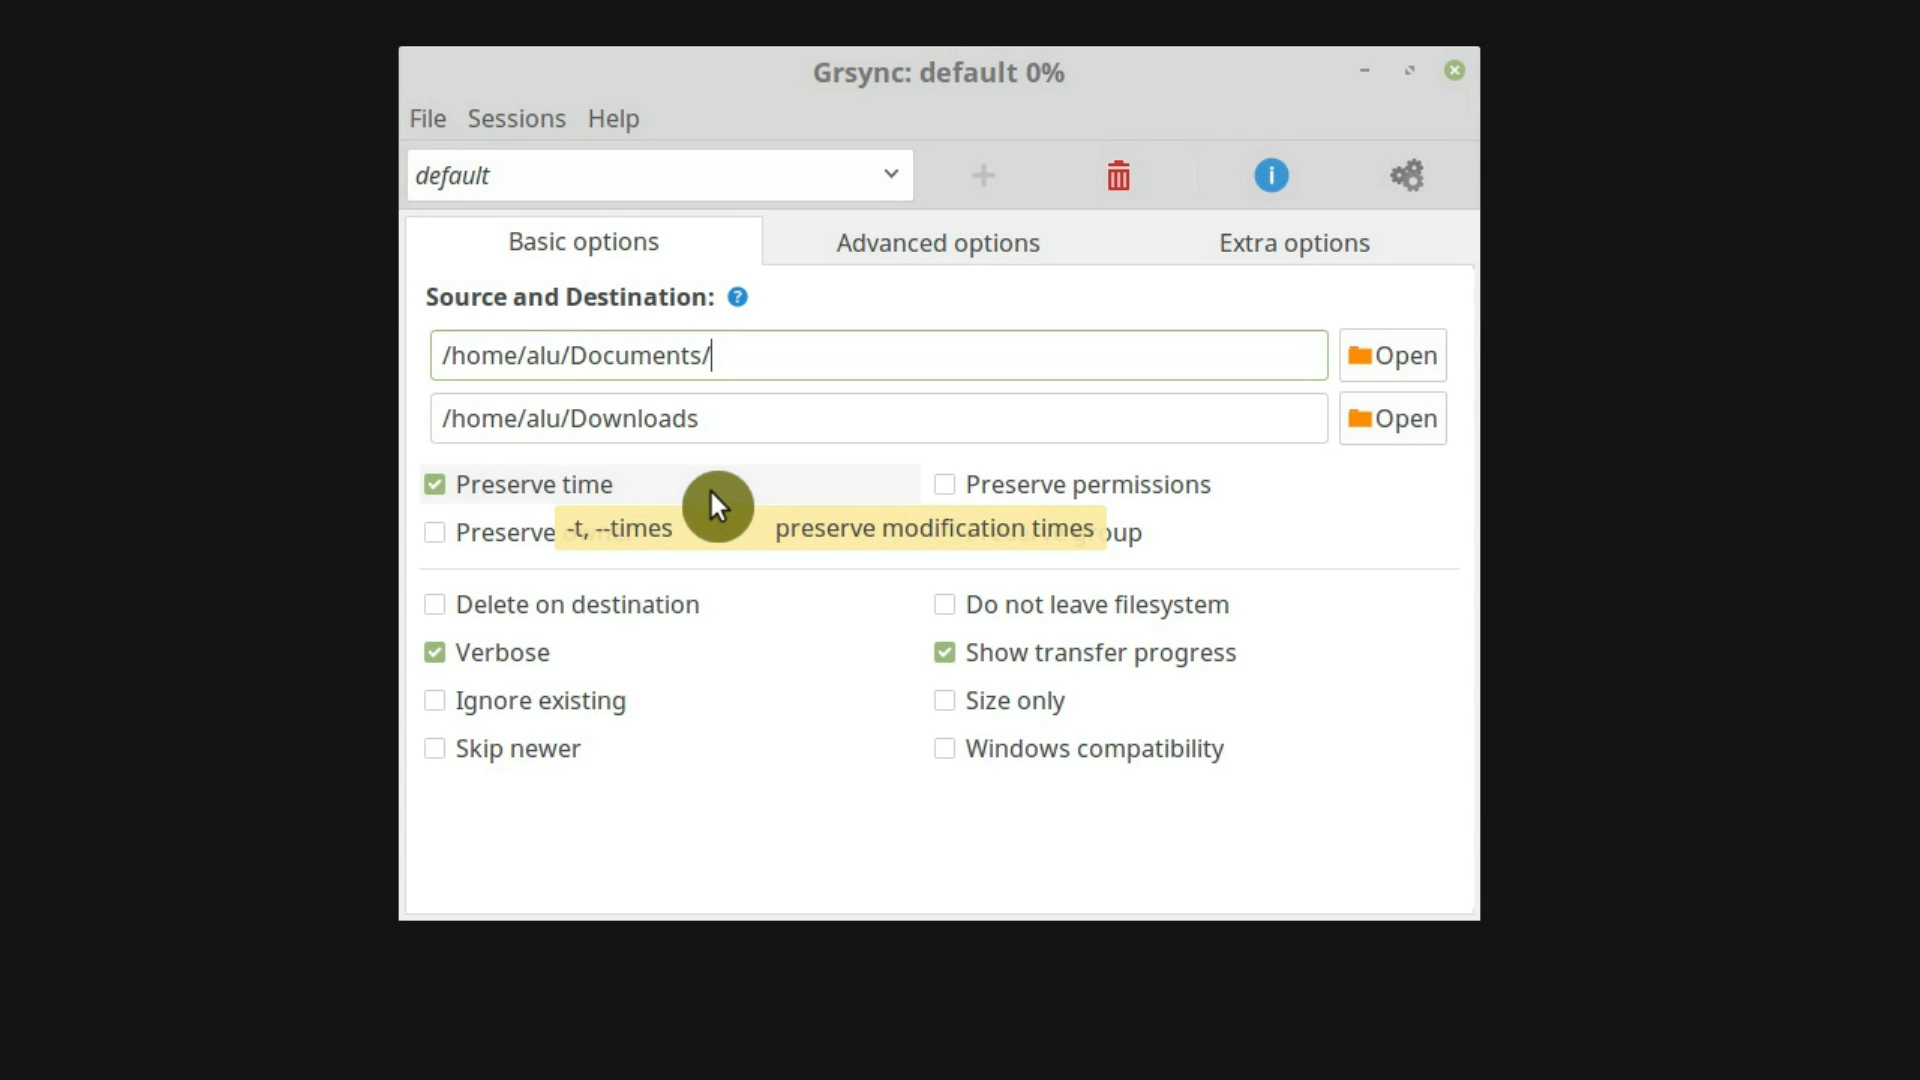 Grsync: default 0%
File Sessions Help
default
Basic options Advanced options Extra options
Source and Destination:
/home/alu/Documents/ Open
/home/alu/Downloads Open
Preserve time Preserve permissions
Preserve -t, --times preserve modification times oup
Delete on destination Do not leave filesystem
Verbose Show transfer progress
Ignore existing Size only
Skip newer Windows compatibility